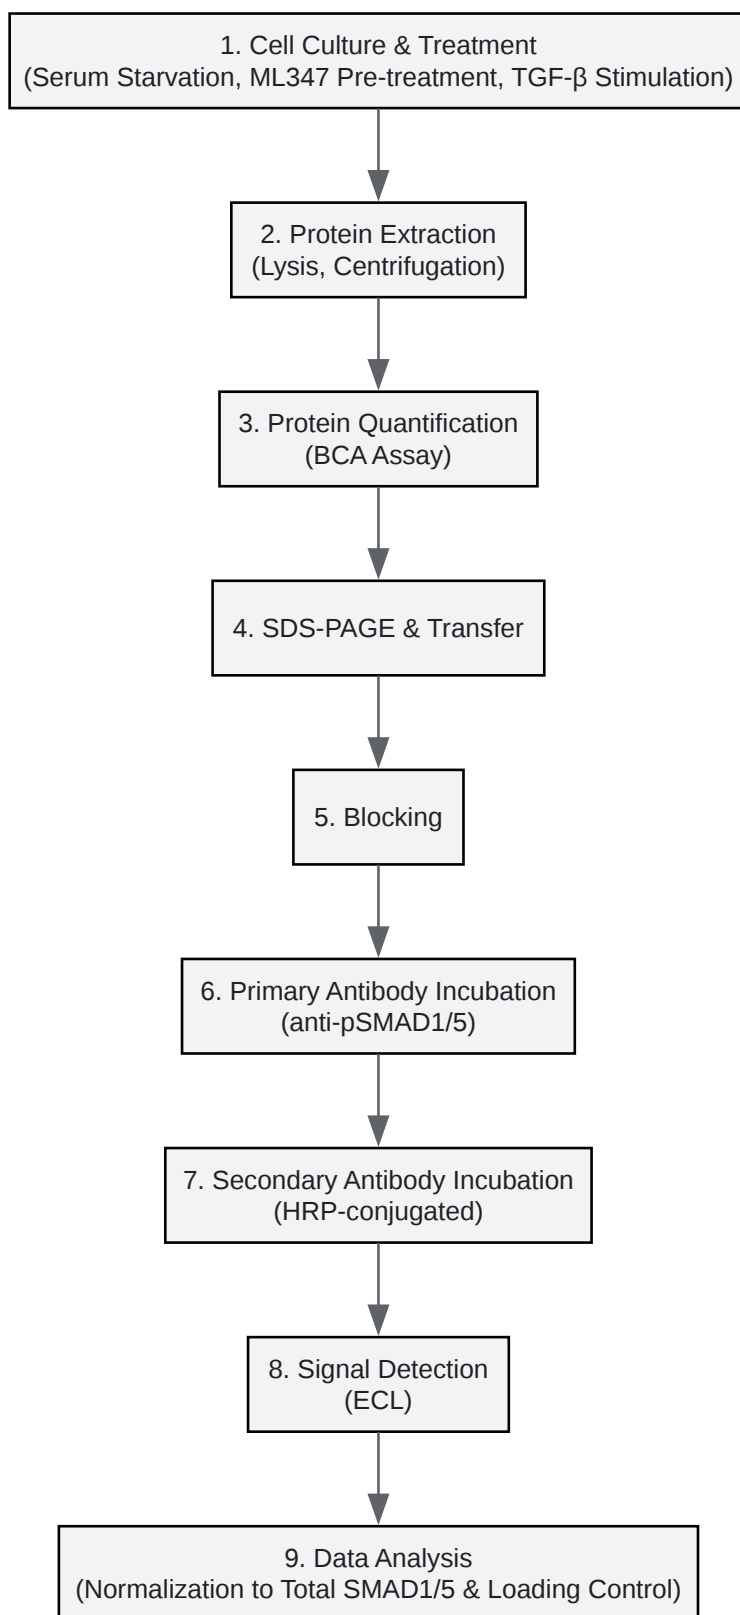 1. Cell Culture & Treatment
(Serum Starvation, ML347 Pre-treatment, TGF-β Stimulation)
2. Protein Extraction
(Lysis, Centrifugation)
3. Protein Quantification
(BCA Assay)
4. SDS-PAGE & Transfer
5. Blocking
6. Primary Antibody Incubation
(anti-pSMAD1/5)
7. Secondary Antibody Incubation
(HRP-conjugated)
8. Signal Detection
(ECL)
9. Data Analysis
(Normalization to Total SMAD1/5 & Loading Control)